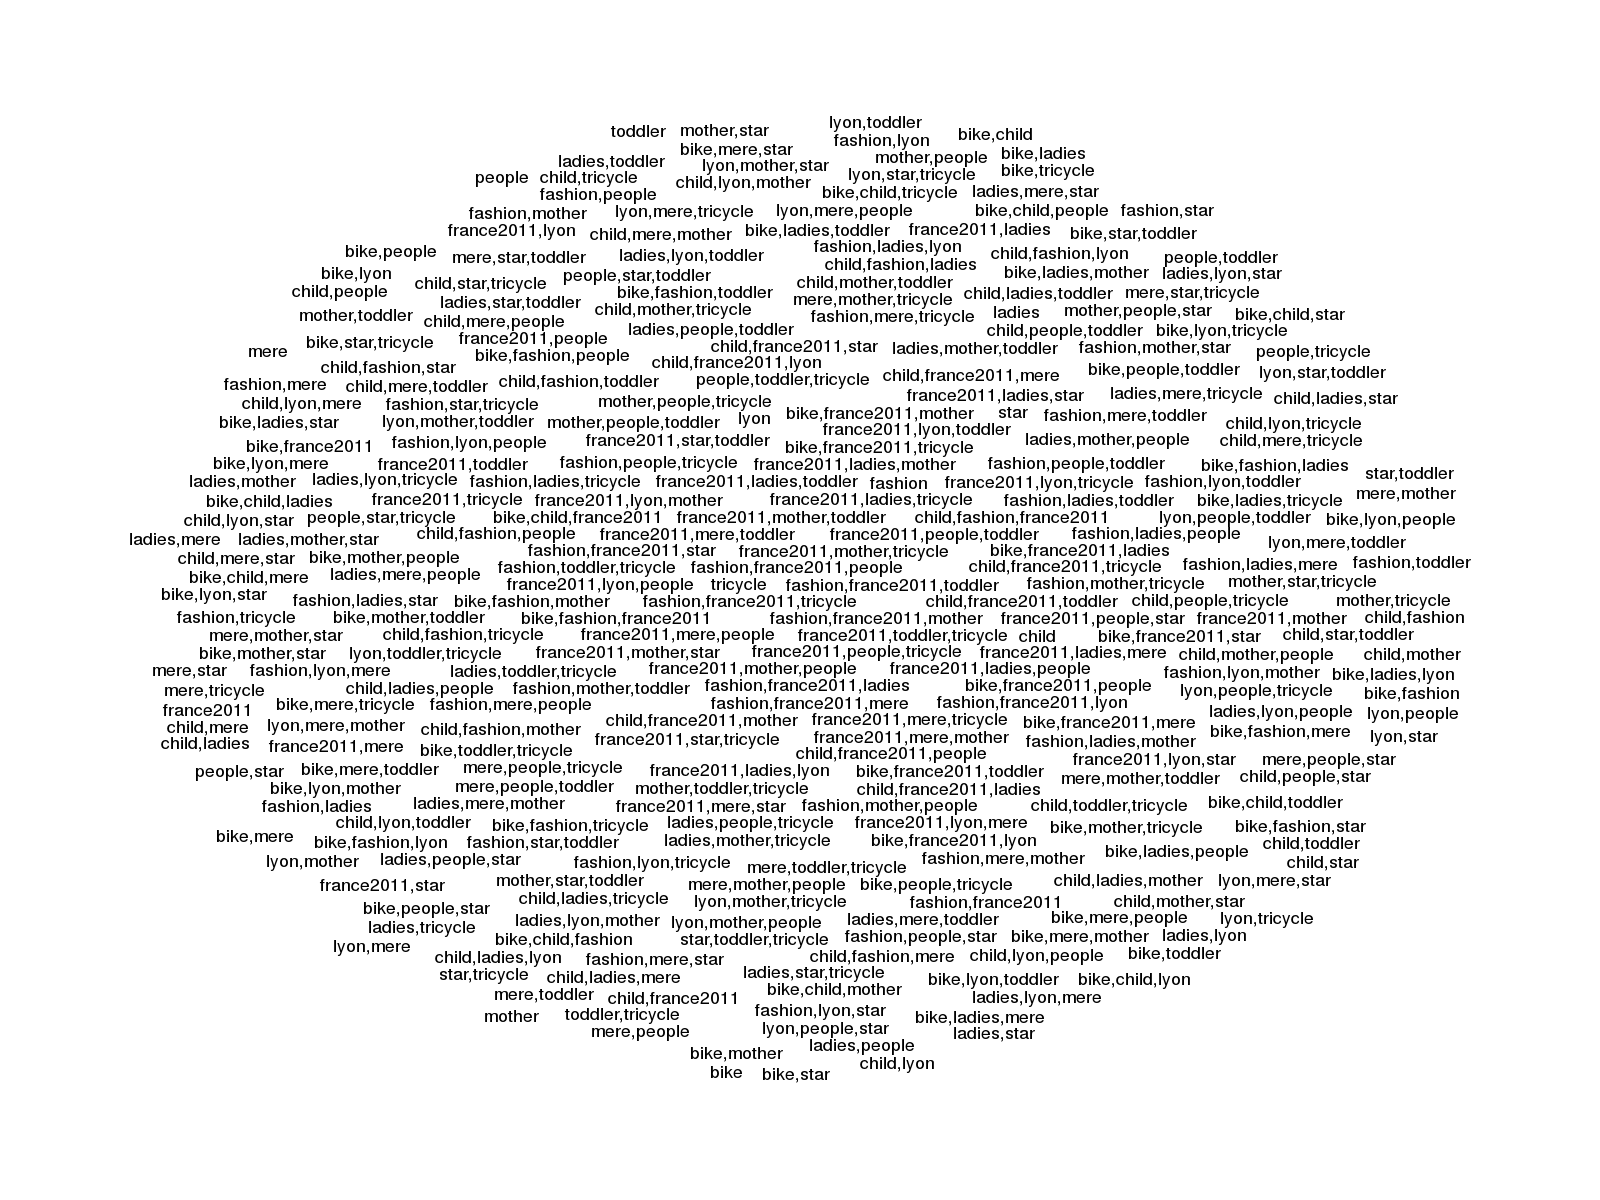 lyon,toddler
toddler mother,star
bike,child
fashion,lyon
bike,mere,star
bike,ladies
mother,people
ladies,toddler
lyon,mother,star
bike,tricycle
lyon,star,tricycle
people child,tricycle
child,lyon,mother
ladies,mere,star
bike,child,tricycle
fashion,people
fashion,mother lyon,mere,tricycle lyon,mere,people bike,child,people fashion,star
france2011,lyon child,mere,mother bike,ladies,toddler france2011,ladies bike,star,toddler
fashion,ladies,lyon
bike,people mere,star,toddler ladies,lyon,toddler child,fashion,lyon people,toddler
child,fashion,ladies
bike,lyon people,star,toddler bike,ladies,mother ladies,lyon,star
child,star,tricycle child,mother,toddler
child,people bike,fashion,toddler child,ladies,toddler mere,star,tricycle
ladies,star,toddler mere,mother,tricycle
child,mother,tricycle ladies mother,people,star bike,child,star
mother,toddler child,mere,people fashion,mere,tricycle
ladies,people,toddler child,people,toddler bike,lyon,tricycle
bike,star,tricycle france2011,people
mere child,france2011,star ladies,mother,toddler fashion,mother,star people,tricycle
bike,fashion,people child,france2011,lyon
child,fashion,star bike,people,toddler lyon,star,toddler
fashion,mere child,mere,toddler child,fashion,toddler people,toddler,tricycle child,france2011,mere
france2011,ladies,star ladies,mere,tricycle child,ladies,star
child,lyon,mere fashion,star,tricycle mother,people,tricycle
bike,france2011,mother star fashion,mere,toddler
bike,ladies,star lyon,mother,toddler mother,people,toddler lyon child,lyon,tricycle
france2011,lyon,toddler
bike,france2011 fashion,lyon,people france2011,star,toddler bike,france2011,tricycle ladies,mother,people child,mere,tricycle
bike,lyon,mere france2011,toddler fashion,people,tricycle france2011,ladies,mother fashion,people,toddler bike,fashion,ladies
star,toddler
ladies,mother ladies,lyon,tricycle fashion,ladies,tricycle france2011,ladies,toddler fashion france2011,lyon,tricycle fashion,lyon,toddler
mere,mother
bike,child,ladies france2011,tricycle france2011,lyon,mother france2011,ladies,tricycle fashion,ladies,toddler bike,ladies,tricycle
child,lyon,star people,star,tricycle bike,child,france2011 france2011,mother,toddler child,fashion,france2011 lyon,people,toddler bike,lyon,people
child,fashion,people france2011,mere,toddler france2011,people,toddler fashion,ladies,people
ladies,mere ladies,mother,star lyon,mere,toddler
fashion,france2011,star france2011,mother,tricycle bike,france2011,ladies
child,mere,star bike,mother,people
fashion,toddler,tricycle fashion,france2011,people child,france2011,tricycle fashion,ladies,mere fashion,toddler
bike,child,mere ladies,mere,people
france2011,lyon,people tricycle fashion,france2011,toddler fashion,mother,tricycle mother,star,tricycle
bike,lyon,star fashion,ladies,star bike,fashion,mother fashion,france2011,tricycle child,france2011,toddler child,people,tricycle mother,tricycle
fashion,tricycle bike,mother,toddler bike,fashion,france2011 fashion,france2011,mother france2011,people,star france2011,mother child,fashion
mere,mother,star child,fashion,tricycle france2011,mere,people france2011,toddler,tricycle child bike,france2011,star child,star,toddler
bike,mother,star lyon,toddler,tricycle france2011,mother,star france2011,people,tricycle france2011,ladies,mere child,mother,people child,mother
mere,star fashion,lyon,mere ladies,toddler,tricycle france2011,mother,people france2011,ladies,people fashion,lyon,mother bike,ladies,lyon
mere,tricycle child,ladies,people fashion,mother,toddler fashion,france2011,ladies bike,france2011,people lyon,people,tricycle bike,fashion
france2011 bike,mere,tricycle fashion,mere,people fashion,france2011,mere fashion,france2011,lyon
ladies,lyon,people lyon,people
child,mere lyon,mere,mother child,fashion,mother child,france2011,mother france2011,mere,tricycle bike,france2011,mere
bike,fashion,mere lyon,star
child,ladies france2011,mere bike,toddler,tricycle france2011,star,tricycle france2011,mere,mother fashion,ladies,mother
child,france2011,people france2011,lyon,star mere,people,star
people,star bike,mere,toddler mere,people,tricycle france2011,ladies,lyon bike,france2011,toddler mere,mother,toddler child,people,star
bike,lyon,mother mere,people,toddler mother,toddler,tricycle child,france2011,ladies
fashion,ladies ladies,mere,mother france2011,mere,star fashion,mother,people child,toddler,tricycle bike,child,toddler
child,lyon,toddler bike,fashion,tricycle ladies,people,tricycle france2011,lyon,mere bike,mother,tricycle bike,fashion,star
bike,mere bike,fashion,lyon fashion,star,toddler ladies,mother,tricycle bike,france2011,lyon child,toddler
lyon,mother ladies,people,star fashion,lyon,tricycle mere,toddler,tricycle fashion,mere,mother bike,ladies,people child,star
france2011,star mother,star,toddler mere,mother,people bike,people,tricycle child,ladies,mother lyon,mere,star
child,ladies,tricycle lyon,mother,tricycle fashion,france2011 child,mother,star
bike,people,star
ladies,tricycle ladies,lyon,mother lyon,mother,people ladies,mere,toddler bike,mere,people lyon,tricycle
lyon,mere bike,child,fashion star,toddler,tricycle fashion,people,star bike,mere,mother ladies,lyon
child,ladies,lyon fashion,mere,star child,fashion,mere child,lyon,people bike,toddler
star,tricycle child,ladies,mere ladies,star,tricycle bike,lyon,toddler bike,child,lyon
mere,toddler child,france2011 bike,child,mother ladies,lyon,mere
mother toddler,tricycle fashion,lyon,star bike,ladies,mere
mere,people lyon,people,star ladies,star
bike,mother ladies,people
child,lyon
bike bike,star